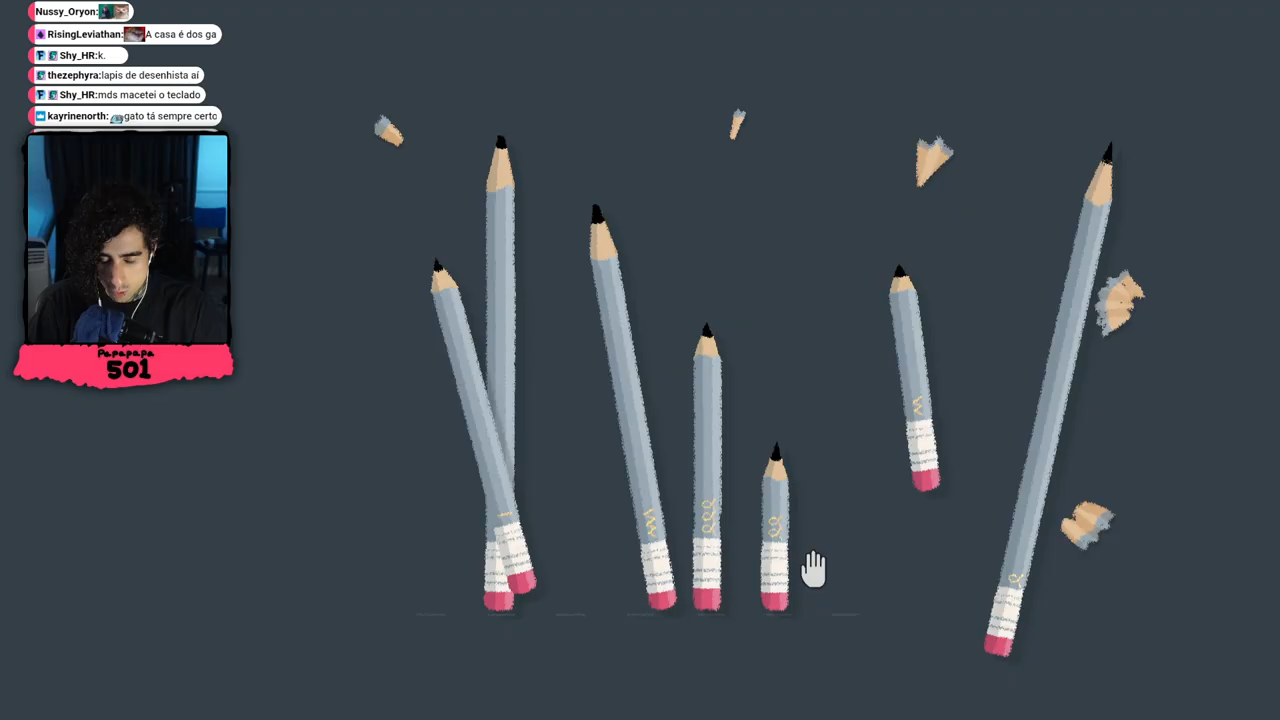 Nussy_Oryon:
RisingLeviathan: A casa é dos ga
Shy_HR:k.
thezephyra:lapis de desenhista aí
Shy_HR:mds macetei o teclado
kayrinenorth: gato tá sempre certo
Papapapa
501